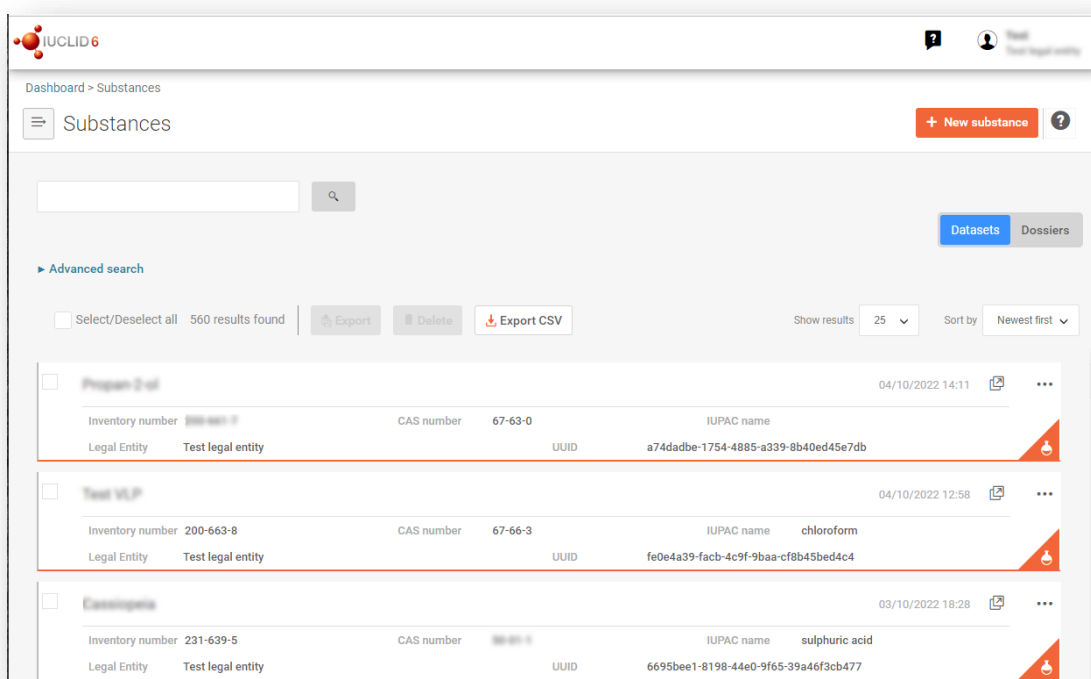 IUCLID 6
Dashboard > Substances
Substances
+ New substance
Datasets Dossiers
Advanced search
Select/Deselect all 560 results found Export Delete Export CSV Show results 25 Sort by Newest first
04/10/2022 14:11
Inventory number CAS number 67-63-0 IUPAC name
Legal Entity Test legal entity UUID a74dadbe-1754-4885-a339-8b40ed45e7db
04/10/2022 12:58
Inventory number 200-663-8 CAS number 67-66-3 IUPAC name chloroform
Legal Entity Test legal entity UUID fe0e4a39-facb-4c9f-9baa-cf8b45bed4c4
03/10/2022 18:28
Inventory number 231-639-5 CAS number IUPAC name sulphuric acid
Legal Entity Test legal entity UUID 6695bee1-8198-44e0-9f65-39a46f3cb477